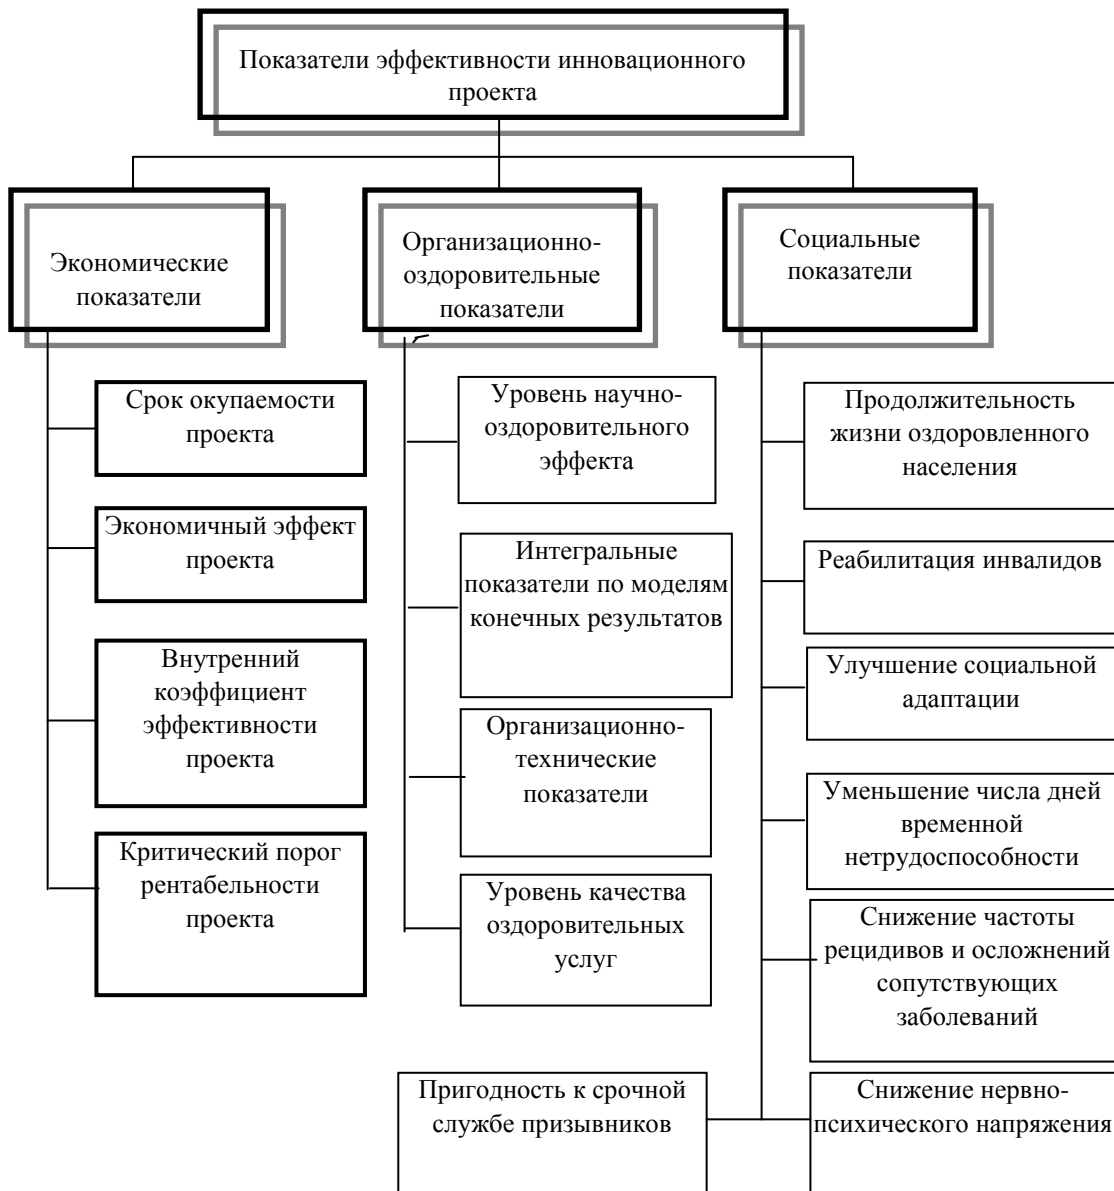 Показатели эффективности инновационного
проекта
Экономические
показатели
Организационно-
оздоровительные
показатели
Социальные
показатели
Срок окупаемости
проекта
Экономичный эффект
проекта
Внутренний
коэффициент
эффективности
проекта
Критический порог
рентабельности
проекта
Уровень научно-
оздоровительного
эффекта
Интегральные
показатели по моделям
конечных результатов
Организационно-
технические
показатели
Уровень качества
оздоровительных
услуг
Продолжительность
жизни оздоровленного
населения
Реабилитация инвалидов
Улучшение социальной
адаптации
Уменьшение числа дней
временной
нетрудоспособности
Снижение частоты
рецидивов и осложнений
сопутствующих
заболеваний
Пригодность к срочной
службе призывников
Снижение нервно-
психического напряжения